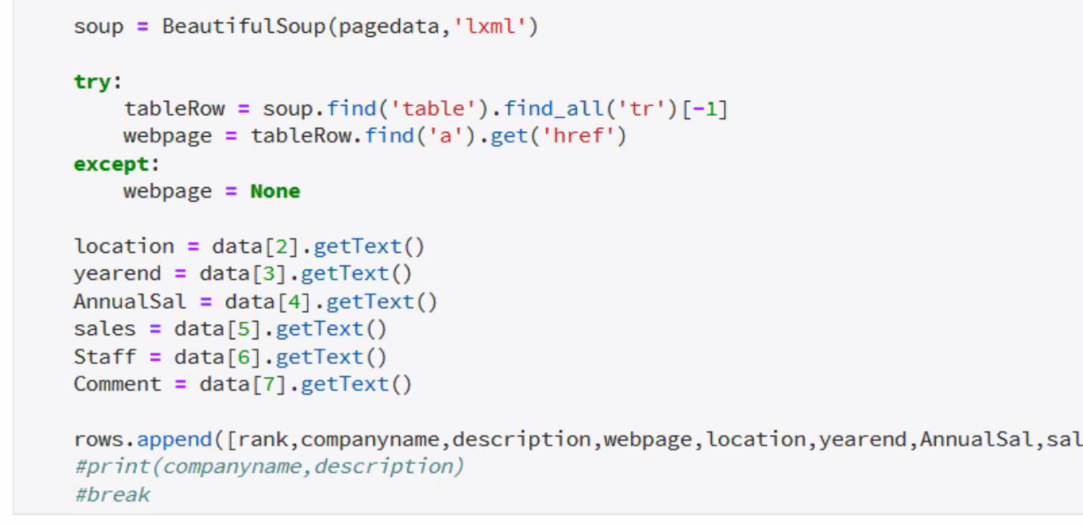 soup = BeautifulSoup(pagedata,'lxml')
try:
tableRow = soup.find('table').find_all('tr')[-1]
webpage = tableRow.find('a').get('href')
except:
webpage = None
location = data[2].getText()
yearend = data[3].getText()
AnnualSal = data[4].getText()
sales = data[5].getText()
Staff = data[6].getText()
Comment = data[7].getText()
rows.append([rank,companyname,description,webpage,location,yearend,AnnualSal,sal
#print(companyname,description)
#break